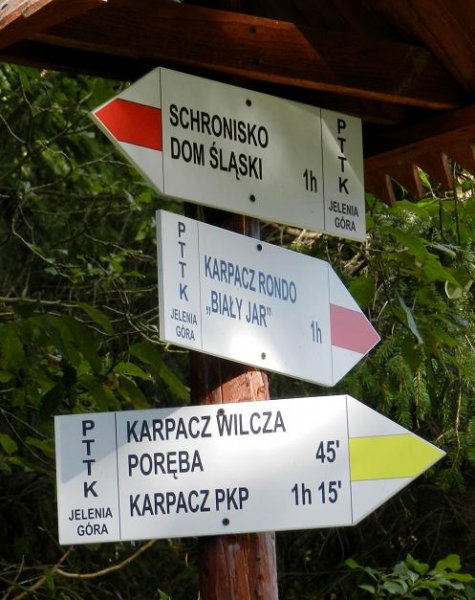 SCHRONISKO
DOM ŚLĄSKI 1h
PTTK
JELENIA
GÓRA
PTTK
JELENIA
GÓRA
KARPACZ RONDO
„BIAŁY JAR” 1h
PTTK
JELENIA
GÓRA
KARPACZ WILCZA
PORĘBA 45'
KARPACZ PKP 1h 15'